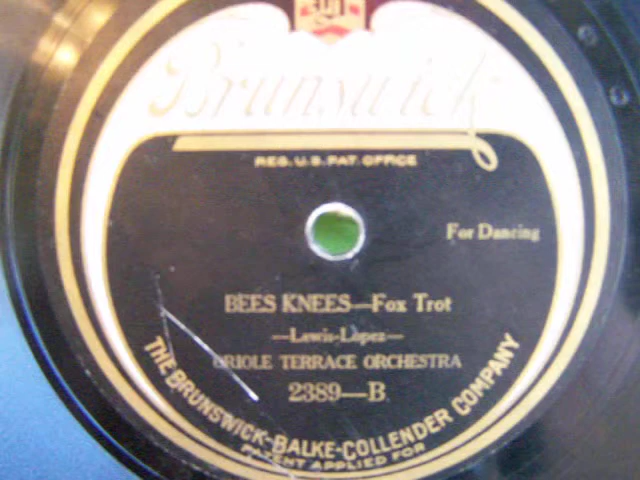 Brunswick
REG. U.S. PAT. OFFICE
For Dancing
BEES KNEES—Fox Trot
—Lewis-Lopez—
ORIOLE TERRACE ORCHESTRA
2389—B
THE BRUNSWICK-BALKE-COLLENDER COMPANY
PATENT APPLIED FOR